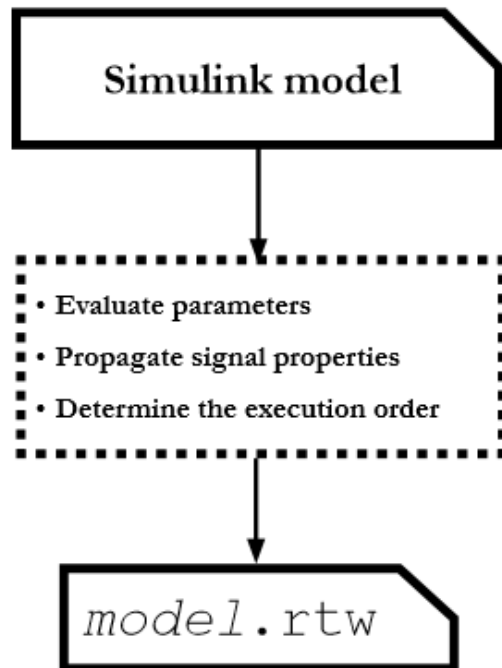 Simulink model
• Evaluate parameters
• Propagate signal properties
• Determine the execution order
model.rtw